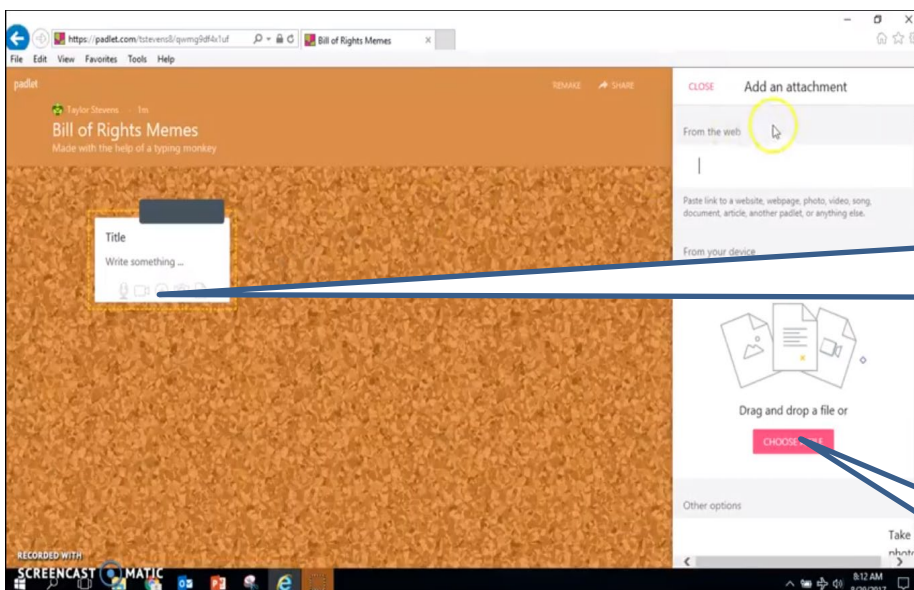 https://padlet.com/tstevens8/qwmg9df4x1uf
Bill of Rights Memes
File Edit View Favorites Tools Help
padlet
REMAKE SHARE
Taylor Stevens 1m
Bill of Rights Memes
Made with the help of a typing monkey
Title
Write something ...
CLOSE Add an attachment
From the web
Paste link to a website, webpage, photo, video, song,
document, article, another padlet, or anything else.
From your device
Drag and drop a file or
CHOOSE
Other options
Take
photo
RECORDED WITH
SCREENCAST MATIC
8:12 AM